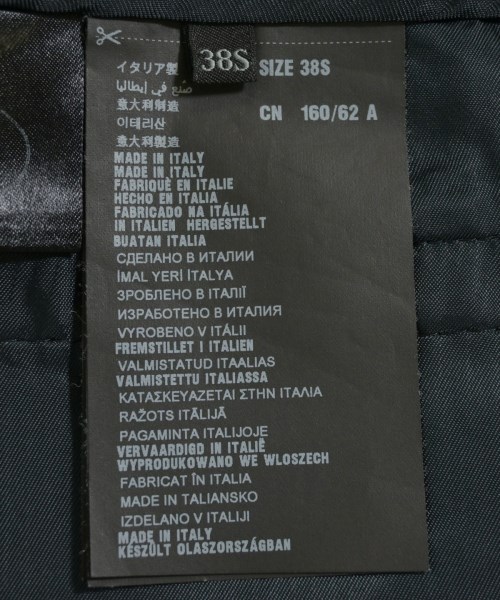 38S
SIZE 38S
CN 160/62 A
イタリア製
صنع في إيطاليا
意大利制造
이태리산
意大利製造
MADE IN ITALY
MADE IN ITALY
FABRIQUÉ EN ITALIE
HECHO EN ITALIA
FABRICADO NA ITÁLIA
IN ITALIEN HERGESTELLT
BUATAN ITALIA
СДЕЛАНО В ИТАЛИИ
İMAL YERİ İTALYA
ЗРОБЛЕНО В ІТАЛІЇ
ИЗРАБОТЕНО В ИТАЛИЯ
VYROBENO V ITÁLII
FREMSTILLET I ITALIEN
VALMISTATUD ITAALIAS
VALMISTETTU ITALIASSA
ΚΑΤΑΣΚΕΥΑΖΕΤΑΙ ΣΤΗΝ ΙΤΑΛΙΑ
RAŽOTS ITĀLIJĀ
PAGAMINTA ITALIJOJE
VERVAARDIGD IN ITALIË
WYPRODUKOWANO WE WLOSZECH
FABRICAT ÎN ITALIA
MADE IN TALIANSKO
IZDELANO V ITALIJI
MADE IN ITALY
KÉSZÜLT OLASZORSZÁGBAN